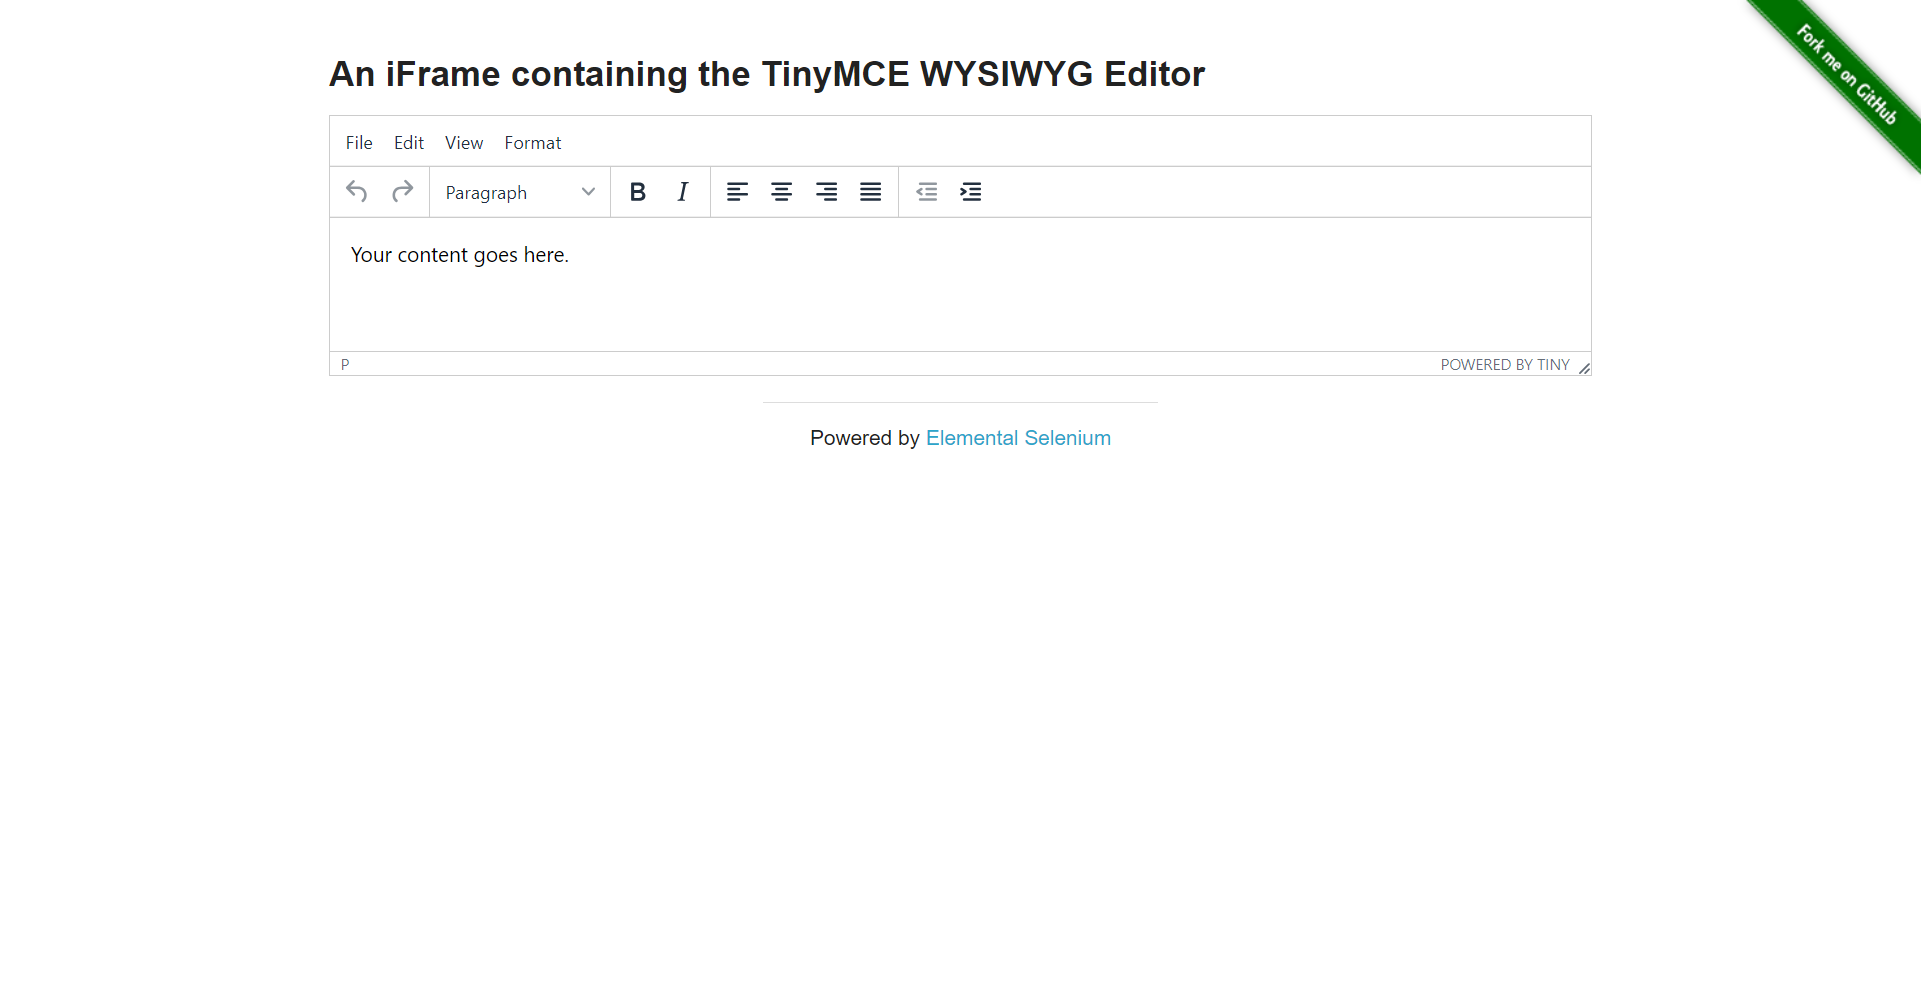 Fork me on GitHub
An iFrame containing the TinyMCE WYSIWYG Editor
File Edit View Format
Paragraph B I
Your content goes here.
P POWERED BY TINY
Powered by Elemental Selenium